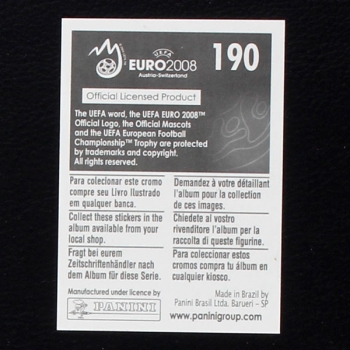 UEFA
EURO2008
Austria-Switzerland
190
Official Licensed Product
The UEFA word, the UEFA EURO 2008™
Official Logo, the Official Mascots
and the UEFA European Football
Championship™ Trophy are protected
by trademarks and copyright.
All rights reserved.
Para colecionar este cromo
compre seu Livro Ilustrado
em qualquer banca.
Collect these stickers in the
album available from your
local shop.
Fragt bei eurem
Zeitschriftenhändler nach
dem Album für diese Serie.
Demandez à votre détaillant
l'album pour la collection
de ces images.
Chiedete al vostro
rivenditore l'album per la
raccolta di queste figurine.
Para coleccionar estos
cromos compra tu álbum en
cualquier kiosco.
Manufactured under licence by
PANINI
Made in Brazil by
Panini Brasil Ltda. Barueri - SP
www.paninigroup.com